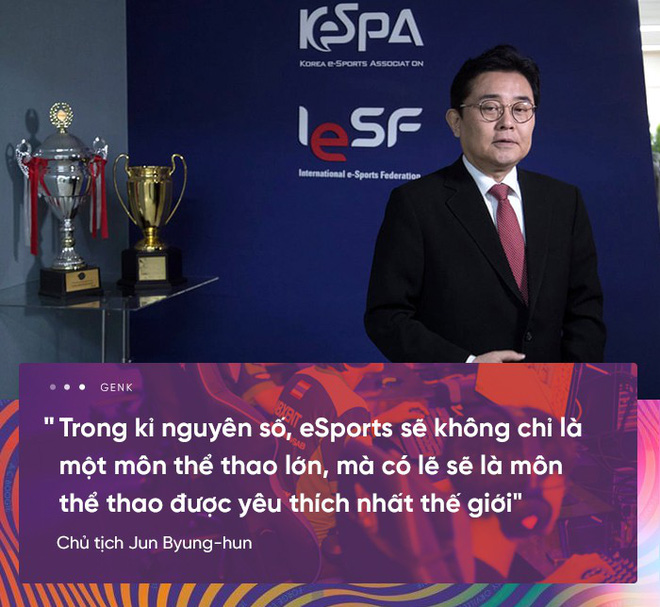 KeSPA
KOREA e-SPORTS ASSOCIATION
IeSF
International e-Sports Federation
GENK
" Trong kỉ nguyên số, eSports sẽ không chỉ là
một môn thể thao lớn, mà có lẽ sẽ là môn
thể thao được yêu thích nhất thế giới"
Chủ tịch Jun Byung-hun